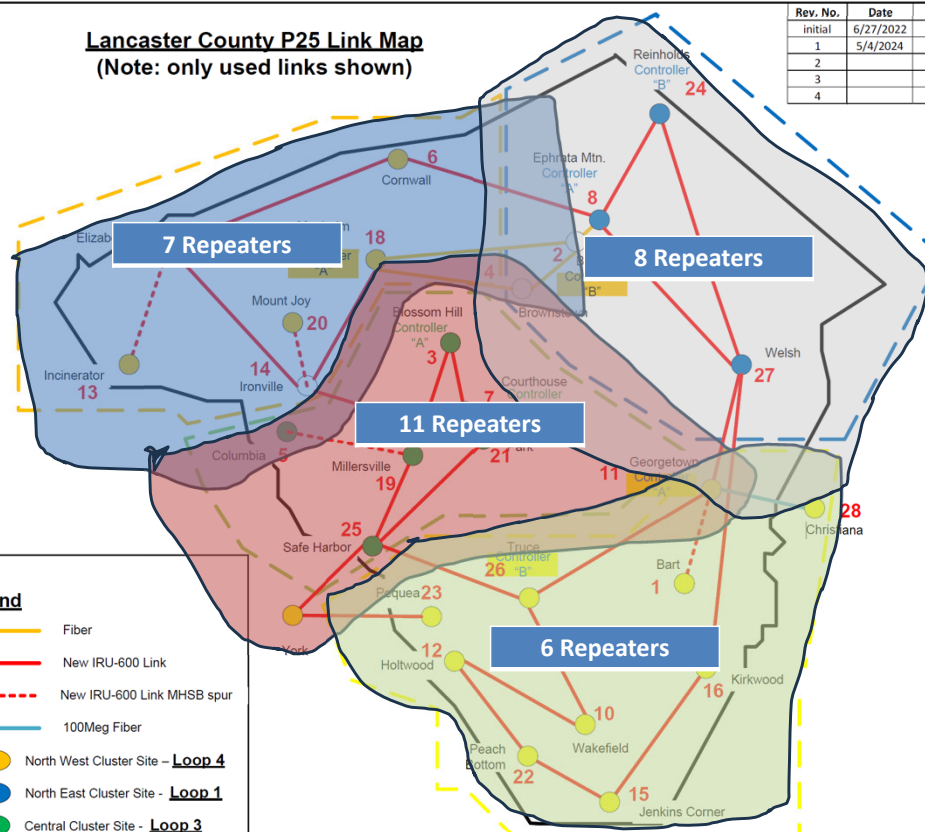 Lancaster County P25 Link Map
(Note: only used links shown)
Rev. No. Date
initial 6/27/2022
1 5/4/2024
2
3
4
Reinholds
Controller
"B"
24
6
Cornwall
Ephrata Mtn.
Controller
"A"
8
7 Repeaters
18
"A"
2
8 Repeaters
"B"
4
Brownstown
Mount Joy
20
Blossom Hill
Controller
"A"
3
Welsh
27
Incinerator
13
14
Ironville
Courthouse
Controller
7
11 Repeaters
Columbia
5
Millersville
19
21
11
Georgetown
"A"
28
Christiana
25
Safe Harbor
Truce
Controller
"B"
26
Bart
1
Pequea
23
York
6 Repeaters
12
Holtwood
16
Kirkwood
10
Wakefield
Peach
Bottom
22
15
Jenkins Corner
Fiber
New IRU-600 Link
New IRU-600 Link MHSB spur
100Meg Fiber
North West Cluster Site – Loop 4
North East Cluster Site - Loop 1
Central Cluster Site - Loop 3